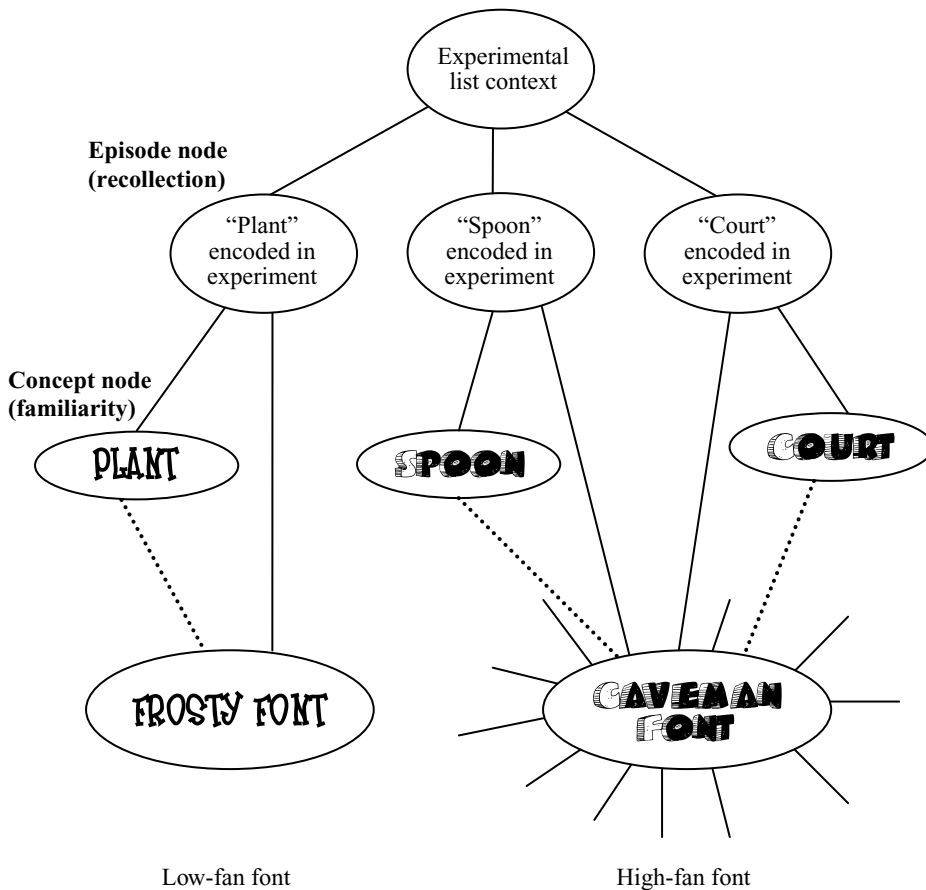 Experimental
list context
Episode node
(recollection)
“Plant”
encoded in
experiment
“Spoon”
encoded in
experiment
“Court”
encoded in
experiment
Concept node
(familiarity)
PLANT
SPOON
COURT
FROSTY FONT
CAVEMAN
FONT
Low-fan font
High-fan font